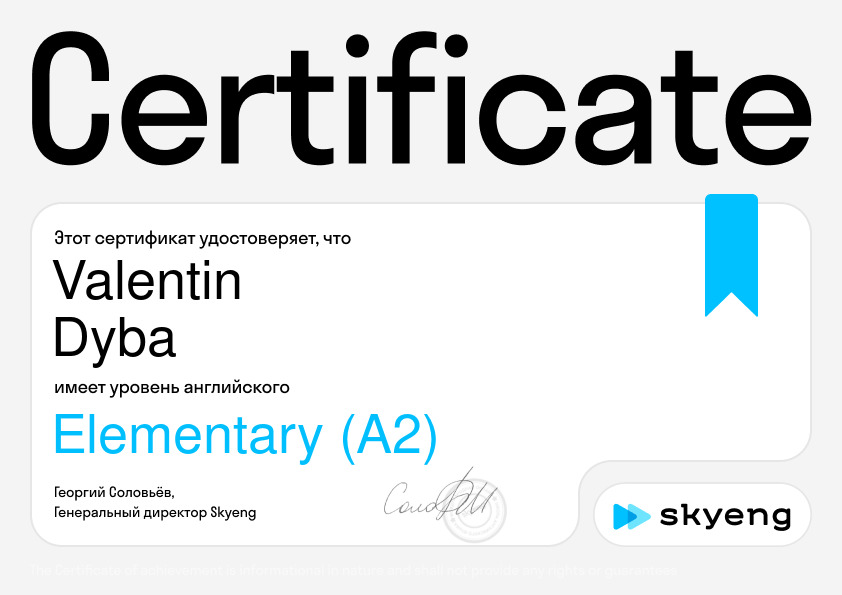 Certificate
Этот сертификат удостоверяет, что
Valentin
Dyba
имеет уровень английского
Elementary (A2)
Георгий Соловьёв,
Генеральный директор Skyeng
skyeng
The Certificate of achievement is informational in nature and shall not provide any rights or guarantees